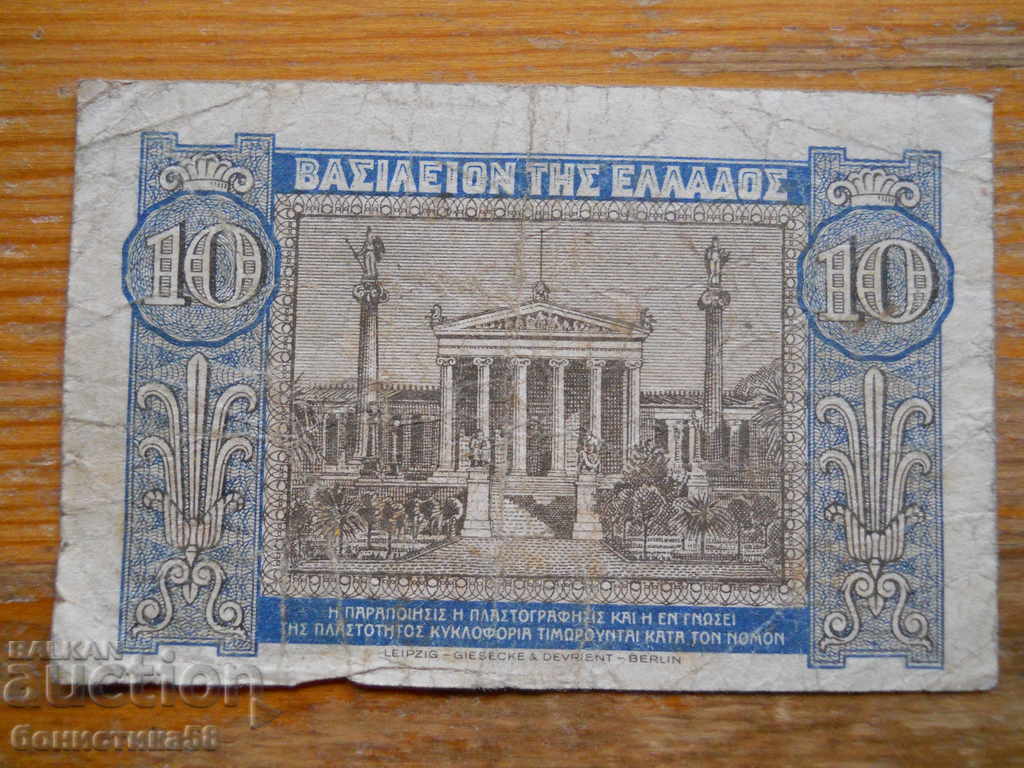 ΒΑΣΙΛΕΙΟΝ ΤΗΣ ΕΛΛΑΔΟΣ
10 10
Η ΠΑΡΑΠΟΙΗΣΙΣ Η ΠΛΑΣΤΟΓΡΑΦΗΣΙΣ ΚΑΙ Η ΕΝ ΓΝΩΣΕΙ
ΤΗΣ ΠΛΑΣΤΟΤΗΤΟΣ ΚΥΚΛΟΦΟΡΙΑ ΤΙΜΩΡΟΥΝΤΑΙ ΚΑΤΑ ΤΟΝ ΝΟΜΟΝ
LEIPZIG – GIESECKE & DEVRIENT – BERLIN
BALKAN
auction
бонистика58